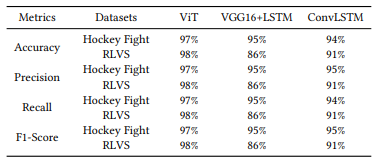 Metrics Datasets ViT VGG16+LSTM ConvLSTM
Accuracy Hockey Fight 97% 95% 94%
RLVS 98% 86% 91%
Precision Hockey Fight 97% 95% 95%
RLVS 98% 86% 91%
Recall Hockey Fight 97% 95% 94%
RLVS 98% 86% 91%
F1-Score Hockey Fight 97% 95% 95%
RLVS 98% 86% 91%